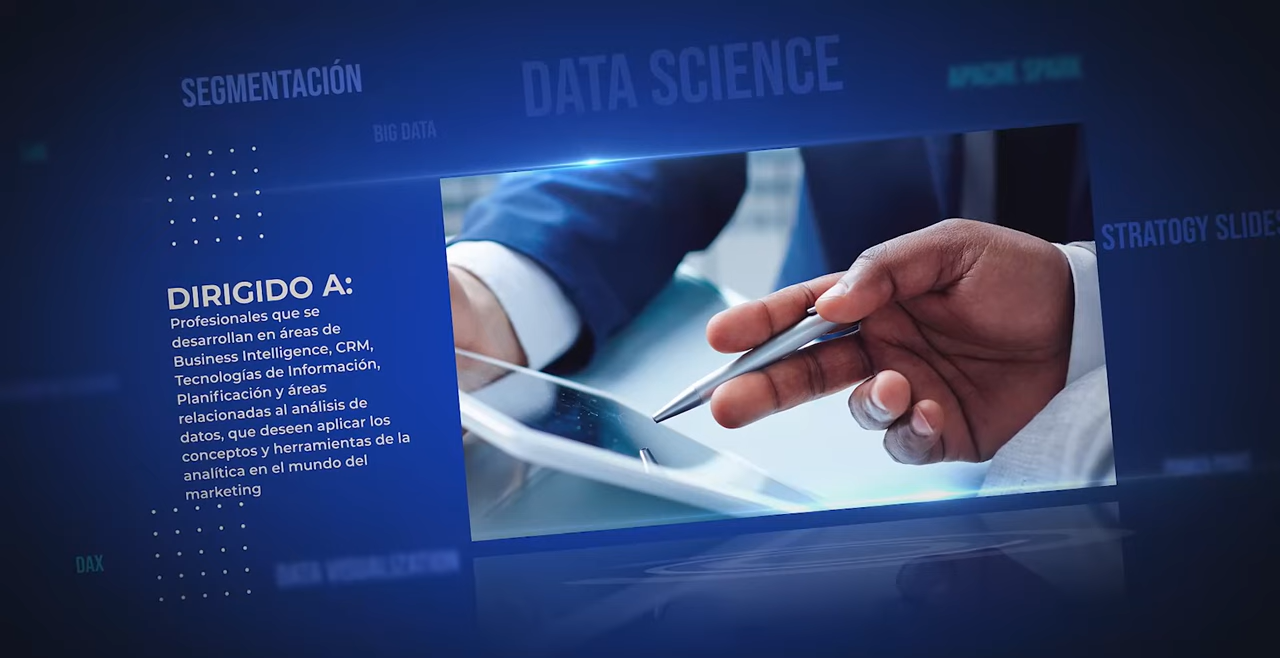 SEGMENTACIÓN
DATA SCIENCE
APACHE SPARK
BIG DATA
STRATOGY SLIDE
DIRIGIDO A:
Profesionales que se
desarrollan en áreas de
Business Intelligence, CRM,
Tecnologías de Información,
Planificación y áreas
relacionadas al análisis de
datos, que deseen aplicar los
conceptos y herramientas de la
analítica en el mundo del
marketing
DAX
DATA VISUALIZATION